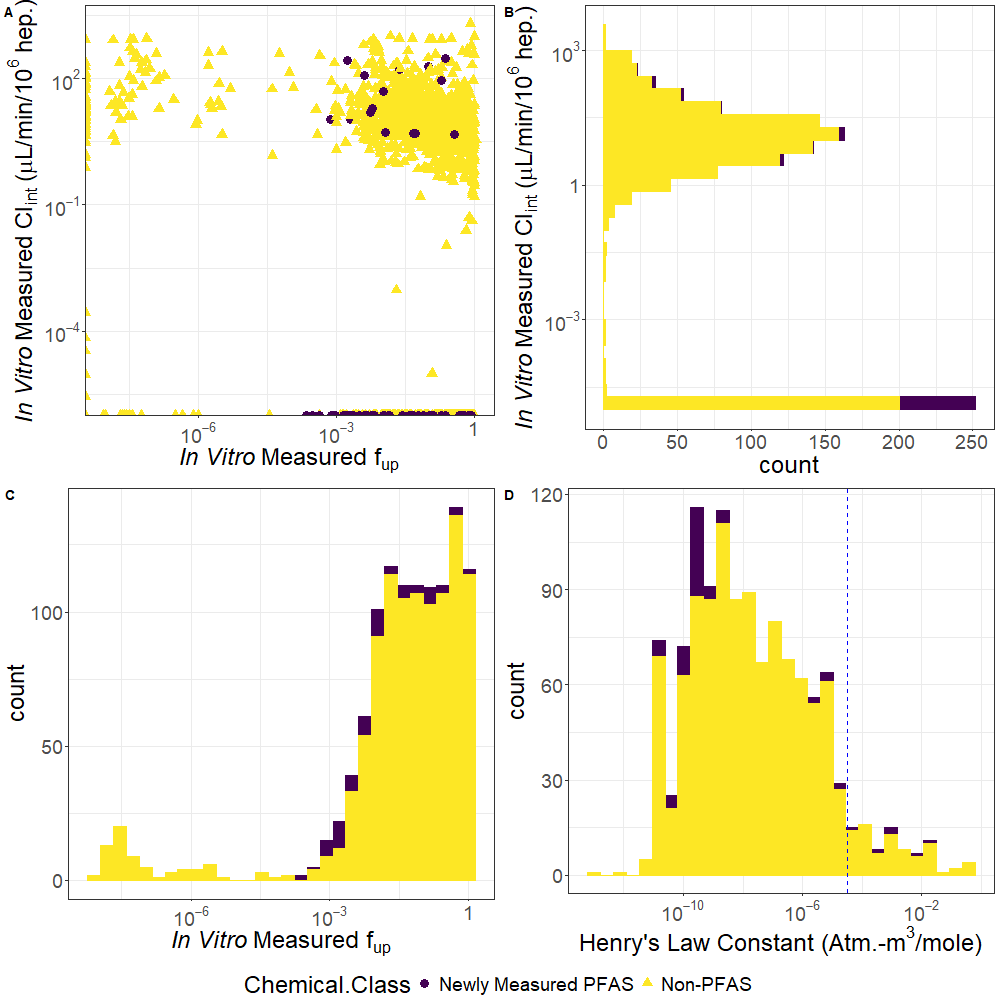 A
In Vitro Measured Cl_int (μL/min/10^6 hep.)
10^2
10^−1
10^−4
10^−6
10^−3
1
In Vitro Measured f_up
B
In Vitro Measured Cl_int (μL/min/10^6 hep.)
10^3
1
10^−3
0
50
100
150
200
250
count
C
count
100
50
0
10^−6
10^−3
1
In Vitro Measured f_up
D
count
120
90
60
30
0
10^−10
10^−6
10^−2
Henry's Law Constant (Atm.-m^3/mole)
Chemical.Class Newly Measured PFAS Non-PFAS